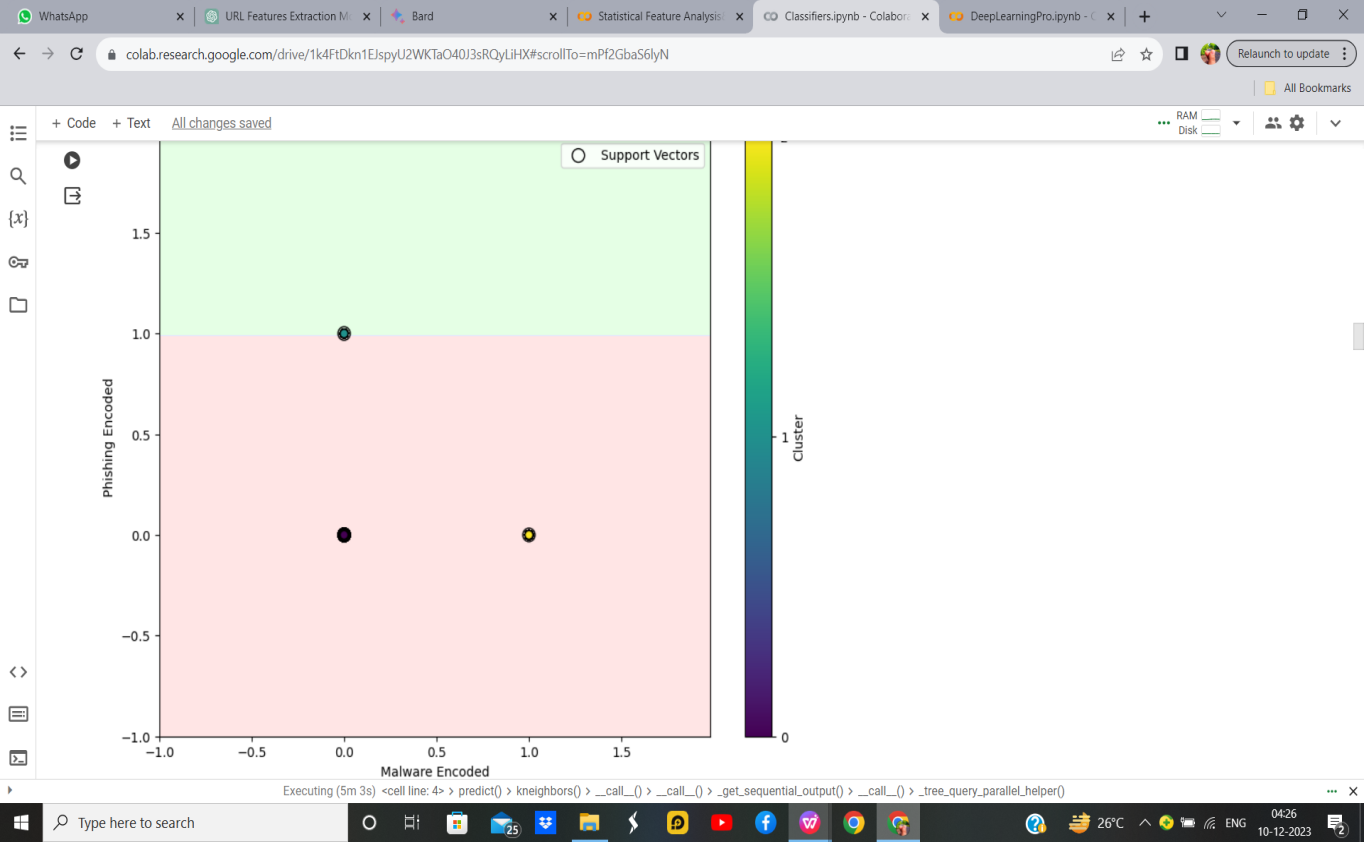 WhatsApp
URL Features Extraction M
Bard
Statistical Feature Analysis
Classifiers.ipynb - Colabora
DeepLearningPro.ipynb - C
colab.research.google.com/drive/1k4FtDkn1EJspyU2WKTaO40J3sRQyLiHX#scrollTo=mPf2GbaS6lyN
Relaunch to update
All Bookmarks
+ Code + Text All changes saved
RAM
Disk
{x}
Support Vectors
1.5
1.0
0.5
0.0
−0.5
−1.0
Phishing Encoded
−1.0 −0.5 0.0 0.5 1.0 1.5
Malware Encoded
1
0
Cluster
Executing (5m 3s) <cell line: 4> > predict() > kneighbors() > __call__() > __call__() > _get_sequential_output() > __call__() > _tree_query_parallel_helper()
Type here to search
25
26°C
ENG
04:26
10-12-2023
2